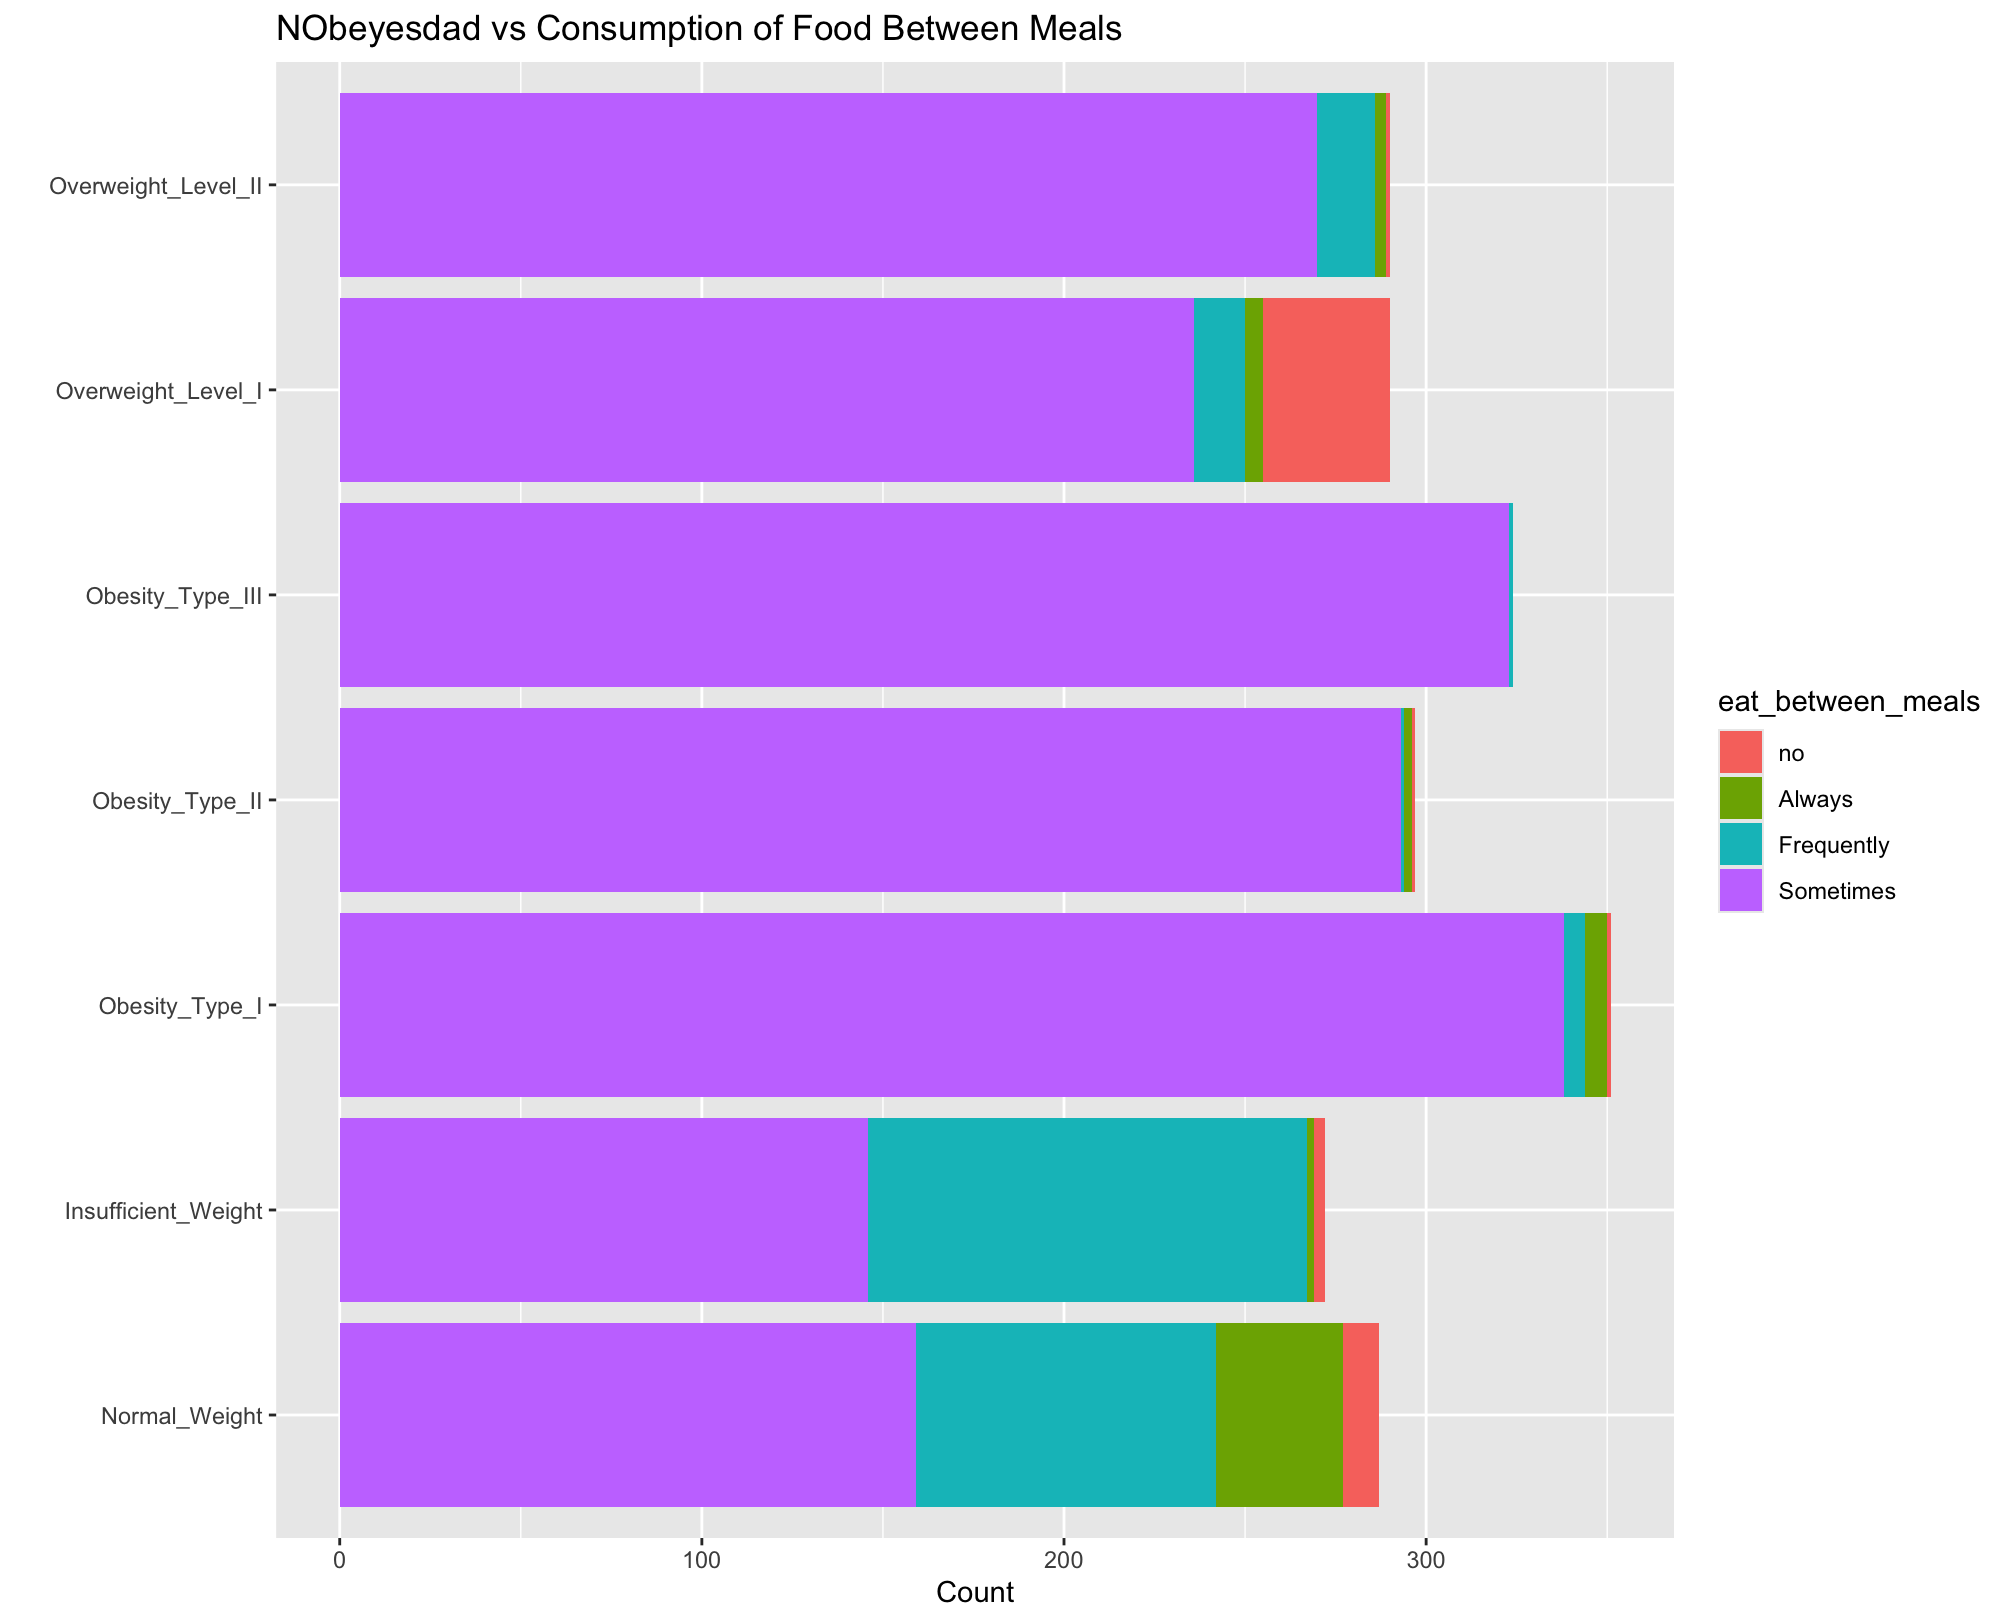 NObeyesdad vs Consumption of Food Between Meals
Overweight_Level_II
Overweight_Level_I
Obesity_Type_III
Obesity_Type_II
Obesity_Type_I
Insufficient_Weight
Normal_Weight
0 100 200 300
Count
eat_between_meals
no
Always
Frequently
Sometimes